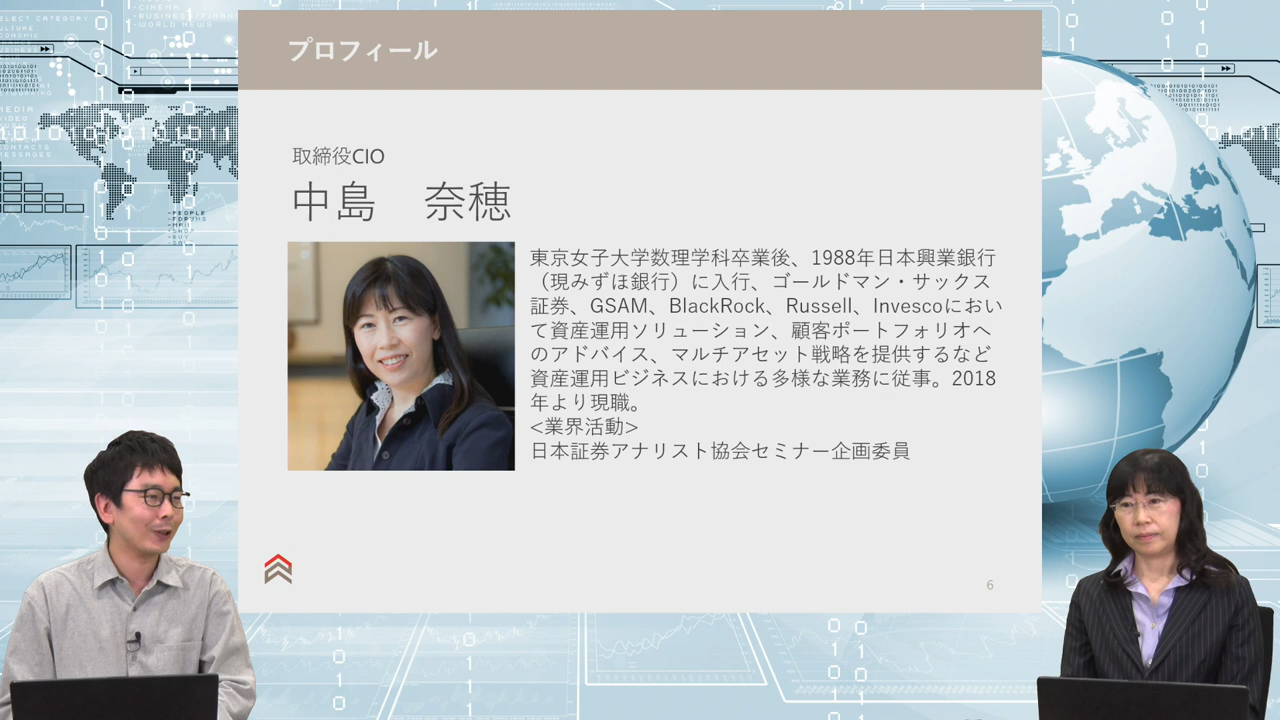 プロフィール
取締役CIO
中島 奈穂
東京女子大学数理学科卒業後、1988年日本興業銀行
（現みずほ銀行）に入行、ゴールドマン・サックス
証券、GSAM、BlackRock、Russell、Invescoにおい
て資産運用ソリューション、顧客ポートフォリオへ
のアドバイス、マルチアセット戦略を提供するなど
資産運用ビジネスにおける多様な業務に従事。2018
年より現職。
<業界活動>
日本証券アナリスト協会セミナー企画委員
6